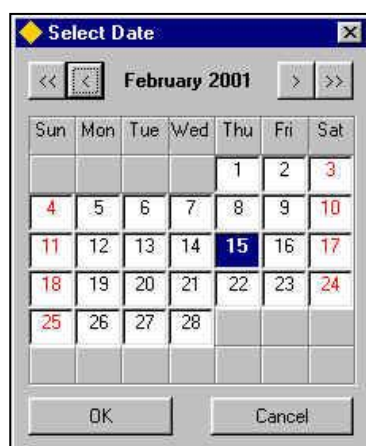 Select Date
<< < February 2001 > >>
Sun Mon Tue Wed Thu Fri Sat
1 2 3
4 5 6 7 8 9 10
11 12 13 14 15 16 17
18 19 20 21 22 23 24
25 26 27 28
OK Cancel